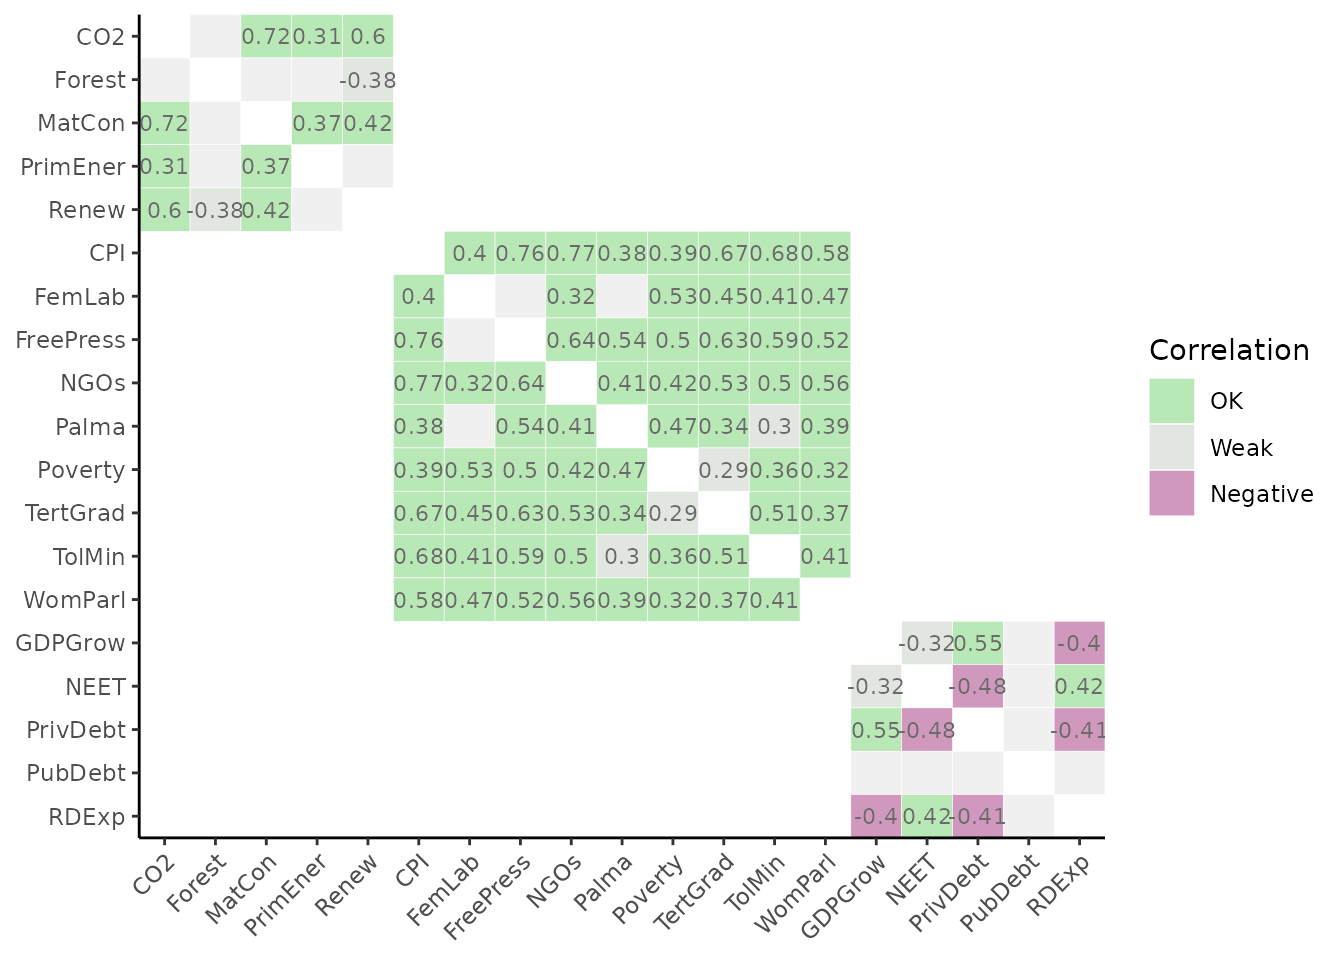 CO2 0.72 0.31 0.6
Forest -0.38
MatCon 0.72 0.37 0.42
PrimEner 0.31 0.37
Renew 0.6 -0.38 0.42
CPI 0.4 0.76 0.77 0.38 0.39 0.67 0.68 0.58
FemLab 0.4 0.32 0.53 0.45 0.41 0.47
FreePress 0.76 0.64 0.54 0.5 0.63 0.59 0.52
NGOs 0.77 0.32 0.64 0.41 0.42 0.53 0.5 0.56
Palma 0.38 0.54 0.41 0.47 0.34 0.3 0.39
Poverty 0.39 0.53 0.5 0.42 0.47 0.29 0.36 0.32
TertGrad 0.67 0.45 0.63 0.53 0.34 0.29 0.51 0.37
TolMin 0.68 0.41 0.59 0.5 0.3 0.36 0.51 0.41
WomParl 0.58 0.47 0.52 0.56 0.39 0.32 0.37 0.41
GDPGrow -0.32 0.55 -0.4
NEET -0.32 -0.48 0.42
PrivDebt 0.55 -0.48 -0.41
PubDebt
RDExp -0.4 0.42 -0.41
CO2 Forest MatCon PrimEner Renew CPI FemLab FreePress NGOs Palma Poverty TertGrad TolMin WomParl GDPGrow NEET PrivDebt PubDebt RDExp
Correlation
OK
Weak
Negative